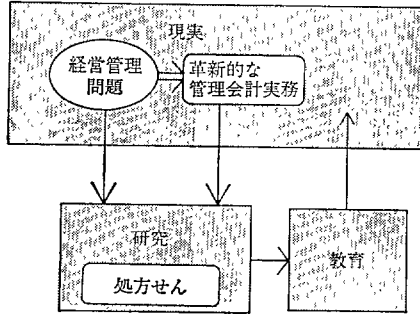 現実
経営管理
問題
革新的な
管理会計実務
研究
処方せん
教育